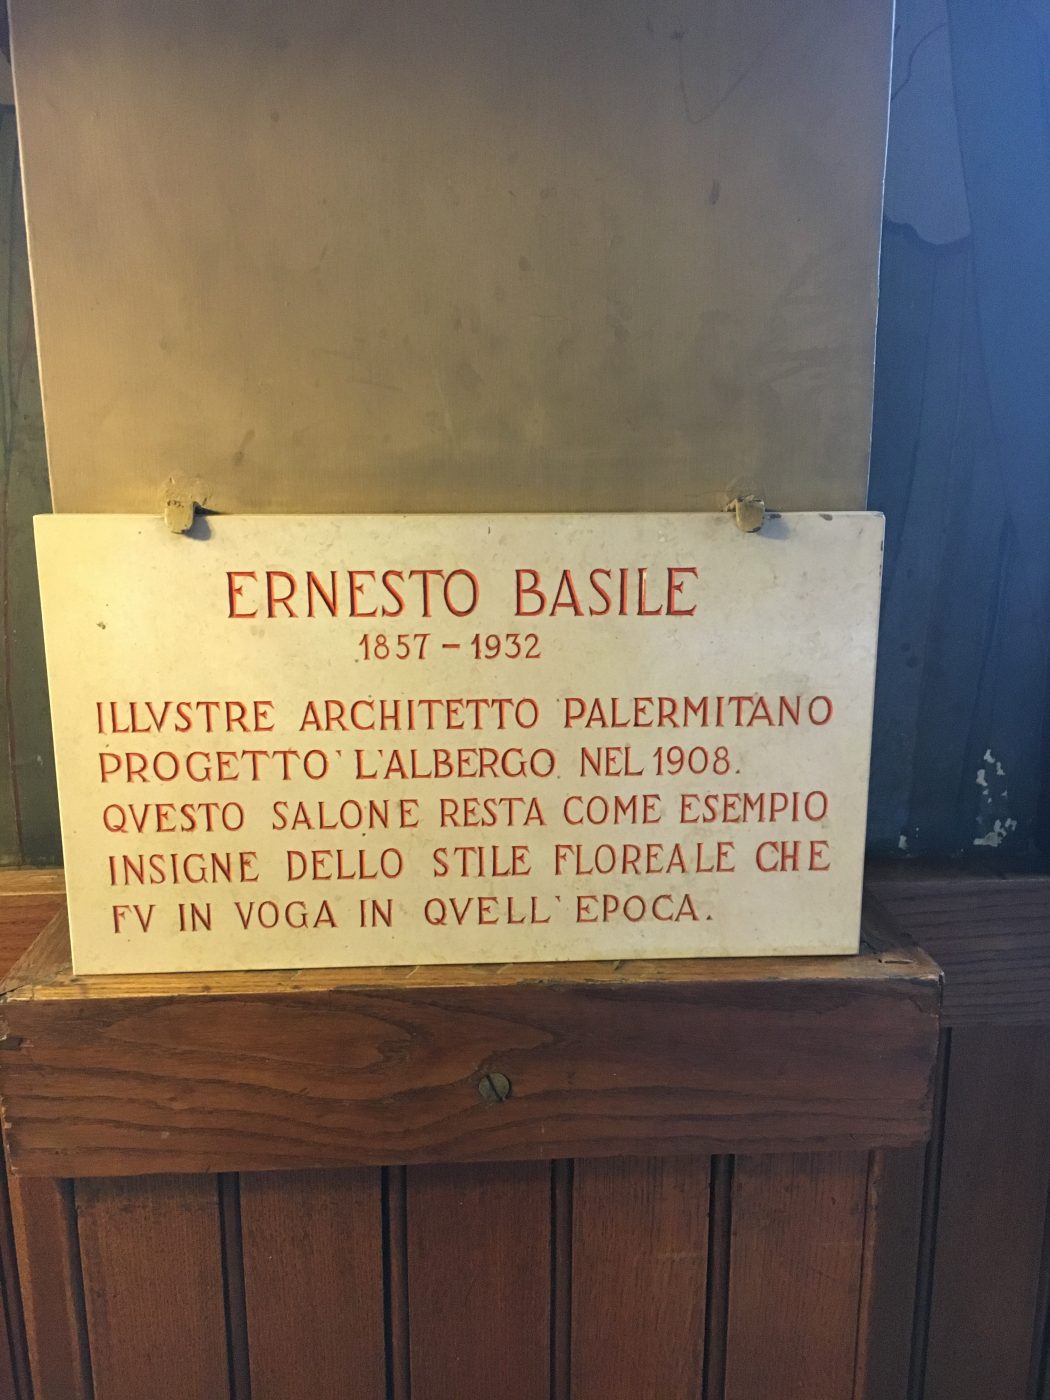 ERNESTO BASILE
1857-1932
ILLVSTRE ARCHITETTO PALERMITANO
PROGETTO' L'ALBERGO NEL 1908.
QVESTO SALONE RESTA COME ESEMPIO
INSIGNE DELLO STILE FLOREALE CHE
FV IN VOGA IN QVELL'EPOCA.